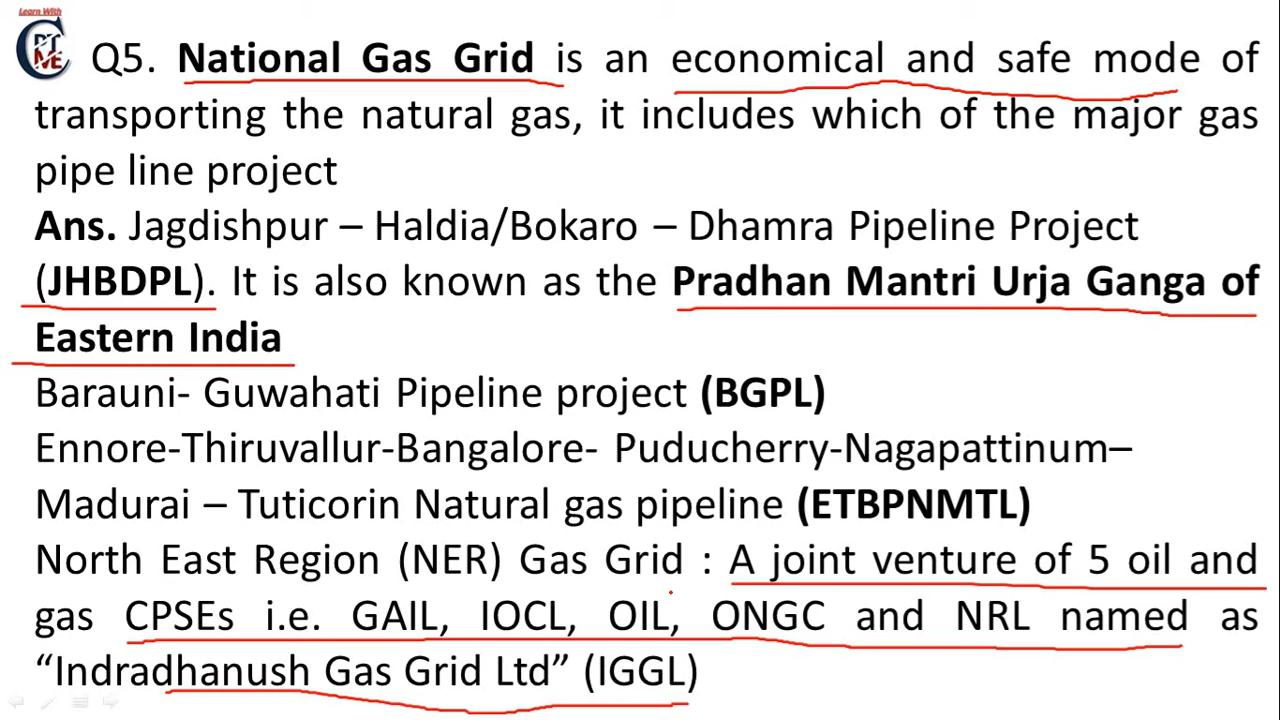 Learn With
CPT
ME
Q5. National Gas Grid is an economical and safe mode of
transporting the natural gas, it includes which of the major gas
pipe line project
Ans. Jagdishpur – Haldia/Bokaro – Dhamra Pipeline Project
(JHBDPL). It is also known as the Pradhan Mantri Urja Ganga of
Eastern India
Barauni- Guwahati Pipeline project (BGPL)
Ennore-Thiruvallur-Bangalore- Puducherry-Nagapattinum–
Madurai – Tuticorin Natural gas pipeline (ETBPNMTL)
North East Region (NER) Gas Grid : A joint venture of 5 oil and
gas CPSEs i.e. GAIL, IOCL, OIL, ONGC and NRL named as
“Indradhanush Gas Grid Ltd” (IGGL)